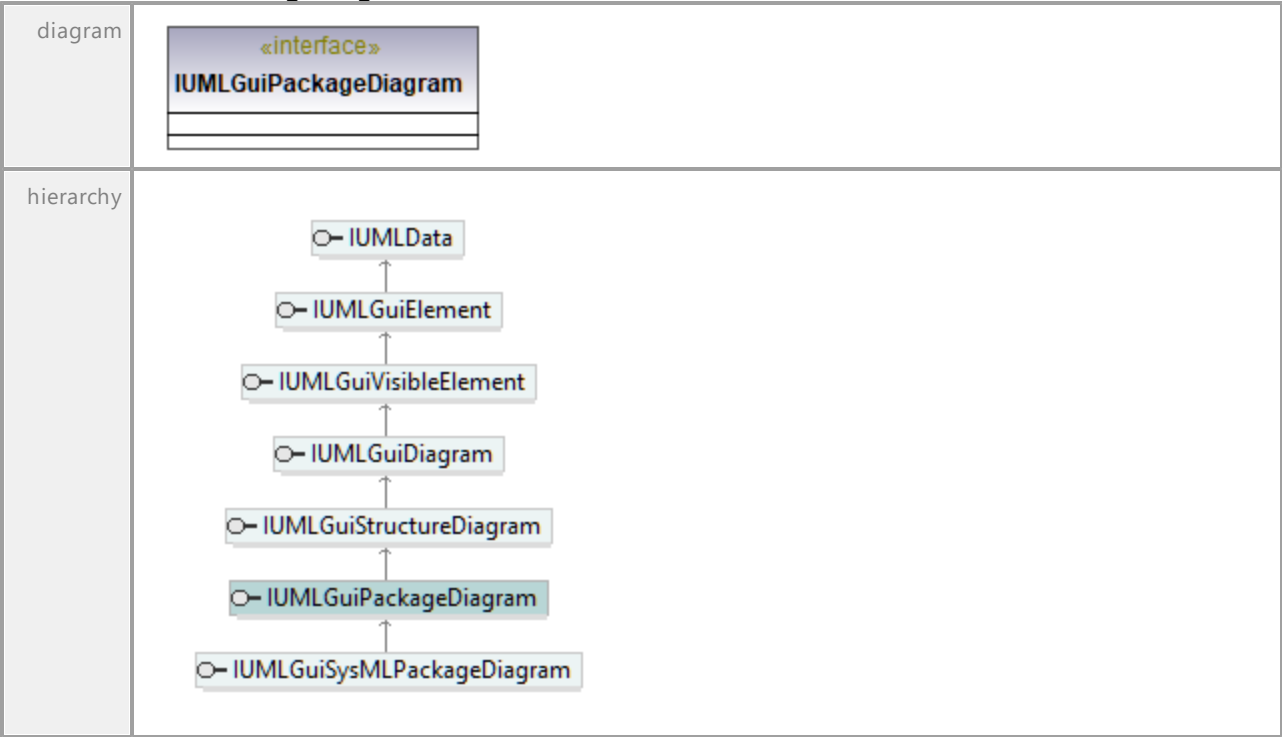 diagram
«interface»
IUMLGuiPackageDiagram
hierarchy
IUMLData
IUMLGuiElement
IUMLGuiVisibleElement
IUMLGuiDiagram
IUMLGuiStructureDiagram
IUMLGuiPackageDiagram
IUMLGuiSysMLPackageDiagram